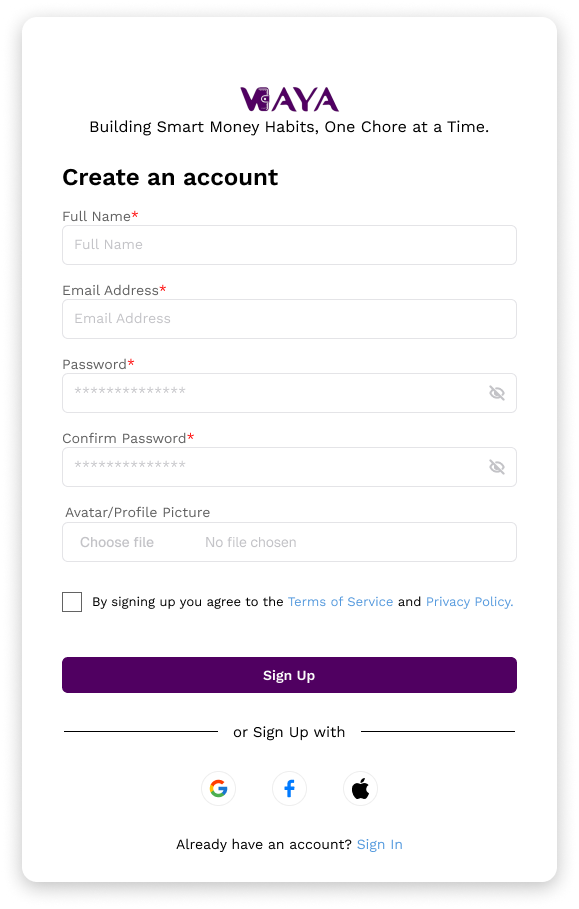 WAYA
Building Smart Money Habits, One Chore at a Time.
Create an account
Full Name*
Full Name
Email Address*
Email Address
Password*
**************
Confirm Password*
**************
Avatar/Profile Picture
Choose file No file chosen
By signing up you agree to the Terms of Service and Privacy Policy.
Sign Up
or Sign Up with
Already have an account? Sign In